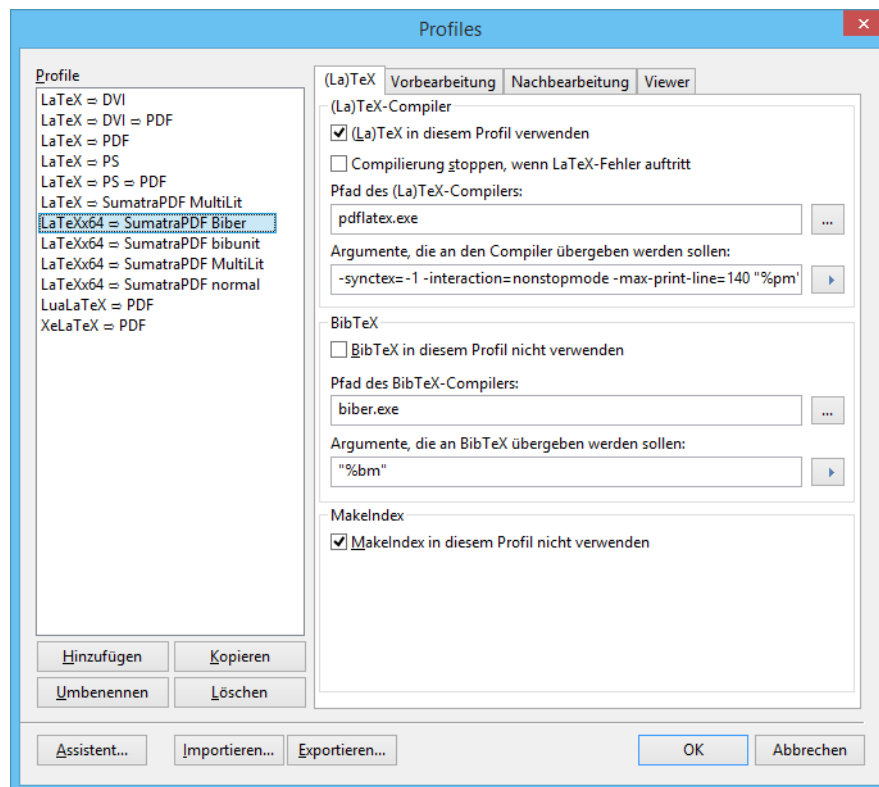 Profiles
Profile
LaTeX ⇨ DVI
LaTeX ⇨ DVI ⇨ PDF
LaTeX ⇨ PDF
LaTeX ⇨ PS
LaTeX ⇨ PS ⇨ PDF
LaTeX ⇨ SumatraPDF MultiLit
LaTeXx64 ⇨ SumatraPDF Biber
LaTeXx64 ⇨ SumatraPDF bibunit
LaTeXx64 ⇨ SumatraPDF MultiLit
LaTeXx64 ⇨ SumatraPDF normal
LuaLaTeX ⇨ PDF
XeLaTeX ⇨ PDF
Hinzufügen Kopieren
Umbenennen Löschen
(La)TeX Vorbearbeitung Nachbearbeitung Viewer
(La)TeX-Compiler
(La)TeX in diesem Profil verwenden
Compilierung stoppen, wenn LaTeX-Fehler auftritt
Pfad des (La)TeX-Compilers:
pdflatex.exe ...
Argumente, die an den Compiler übergeben werden sollen:
-synctex=-1 -interaction=nonstopmode -max-print-line=140 "%pm"
BibTeX
BibTeX in diesem Profil nicht verwenden
Pfad des BibTeX-Compilers:
biber.exe ...
Argumente, die an BibTeX übergeben werden sollen:
"%bm"
MakeIndex
MakeIndex in diesem Profil nicht verwenden
Assistent... Importieren... Exportieren... OK Abbrechen